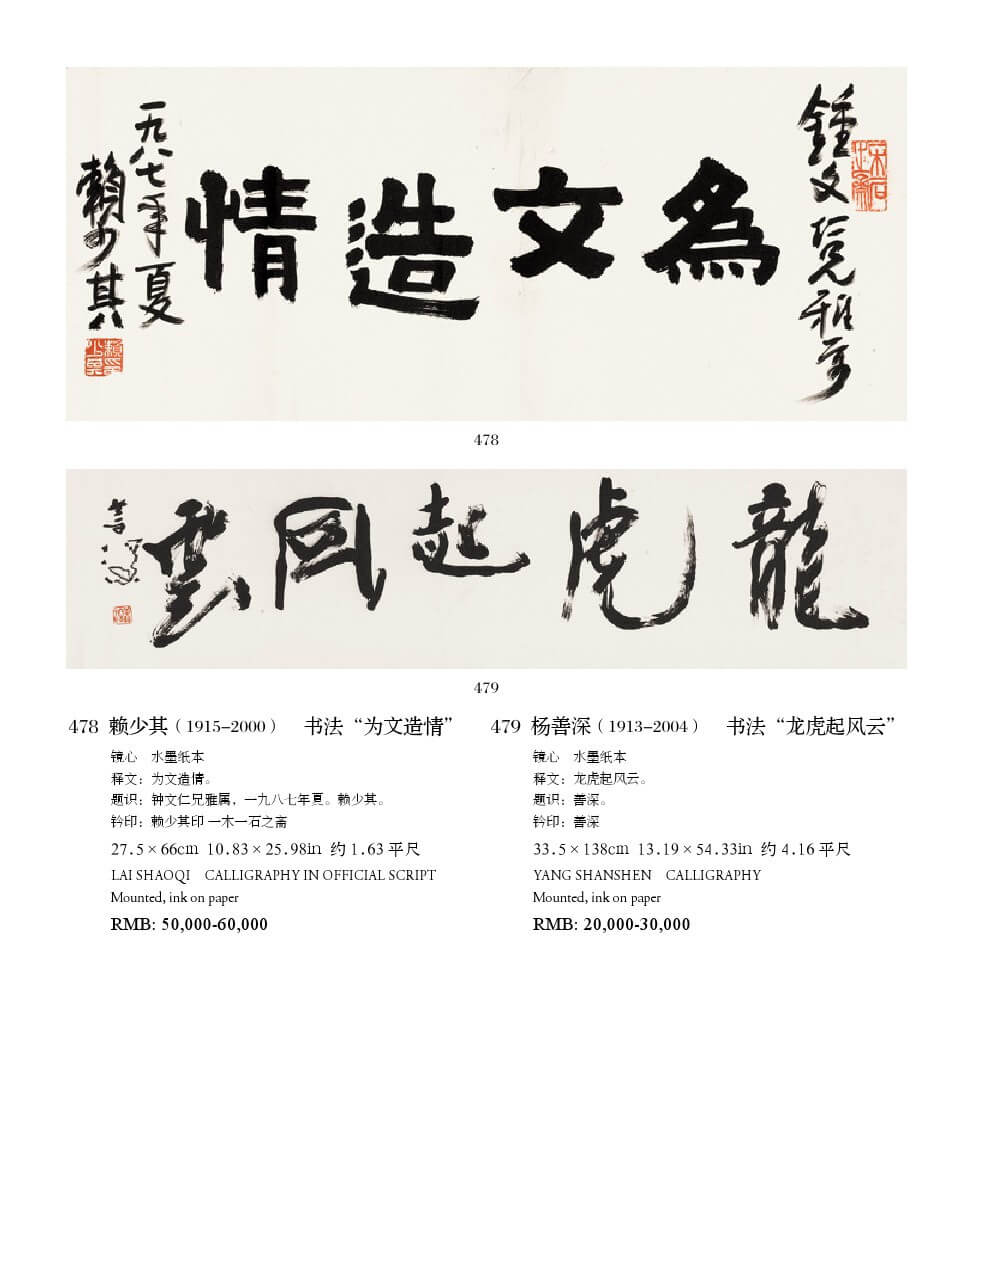 鍾文仁兄雅屬
為文造情
一九八七年夏
賴少其
478
龍虎起風雲
善深
479
478 赖少其（1915–2000） 书法“为文造情”
镜心 水墨纸本
释文：为文造情。
题识：钟文仁兄雅属，一九八七年夏。赖少其。
钤印：赖少其印 一木一石之斋
27.5×66cm 10.83×25.98in 约 1.63 平尺
LAI SHAOQI CALLIGRAPHY IN OFFICIAL SCRIPT
Mounted, ink on paper
RMB: 50,000-60,000
479 杨善深（1913–2004） 书法“龙虎起风云”
镜心 水墨纸本
释文：龙虎起风云。
题识：善深。
钤印：善深
33.5×138cm 13.19×54.33in 约 4.16 平尺
YANG SHANSHEN CALLIGRAPHY
Mounted, ink on paper
RMB: 20,000-30,000